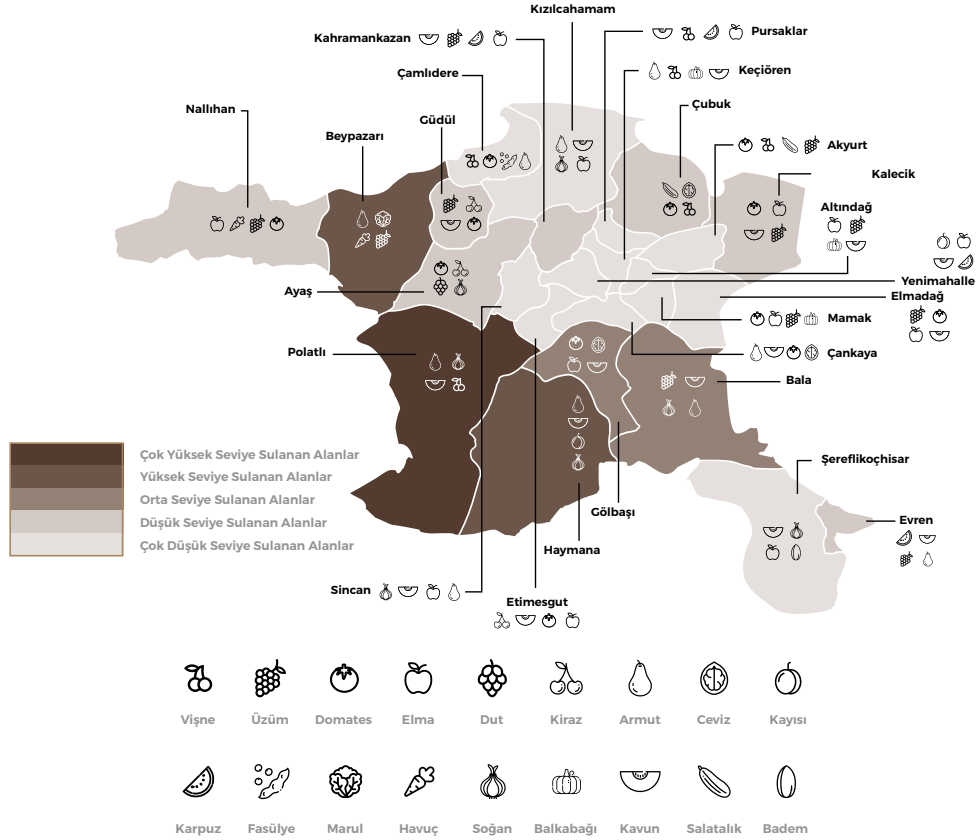 Kızılcahamam
Kahramankazan
Pursaklar
Çamlıdere
Keçiören
Nallıhan
Beypazarı
Güdül
Çubuk
Akyurt
Kalecik
Altındağ
Ayaş
Yenimahalle
Elmadağ
Mamak
Polatlı
Çankaya
Bala
Çok Yüksek Seviye Sulanan Alanlar
Yüksek Seviye Sulanan Alanlar
Orta Seviye Sulanan Alanlar
Düşük Seviye Sulanan Alanlar
Çok Düşük Seviye Sulanan Alanlar
Şereflikoçhisar
Gölbaşı
Evren
Haymana
Sincan
Etimesgut
Vişne Üzüm Domates Elma Dut Kiraz Armut Ceviz Kayısı
Karpuz Fasülye Marul Havuç Soğan Balkabağı Kavun Salatalık Badem